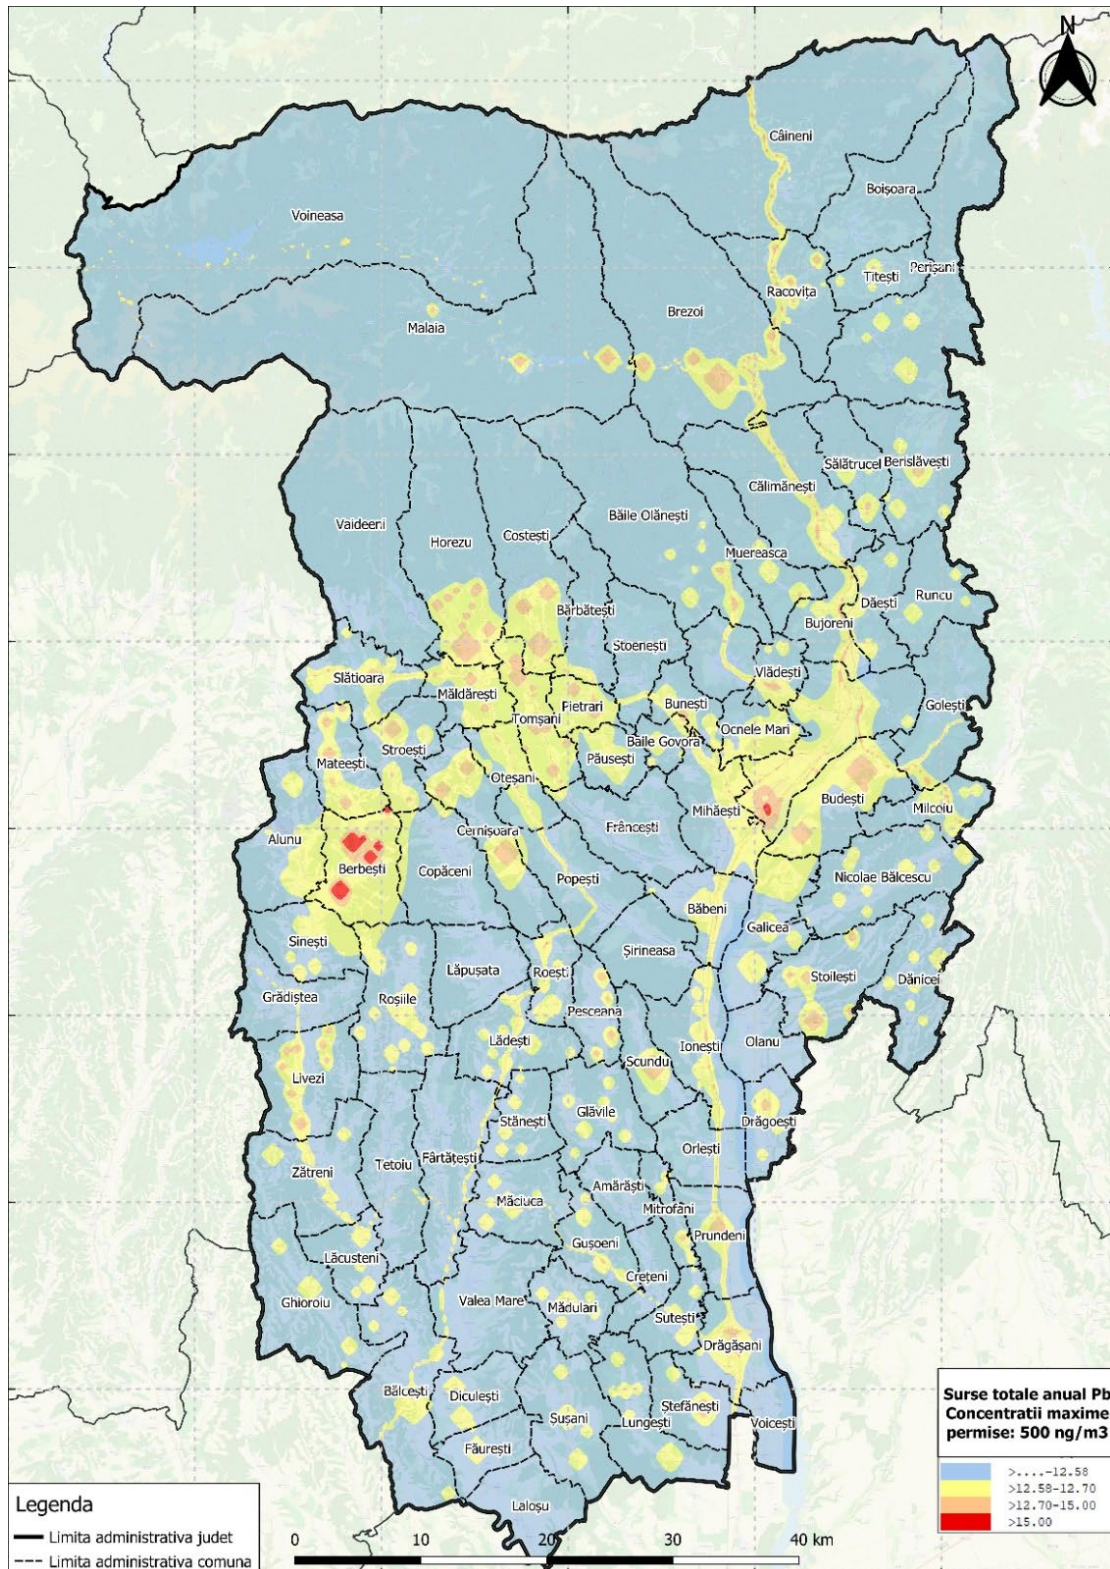 N
Câineni
Boișoara
Voineasa
Perișani
Titești
Racovița
Brezoi
Malaia
Sălătrucel
Berislăvești
Călimănești
Băile Olănești
Vaideeni
Horezu
Costești
Muereasca
Runcu
Dăești
Bărbătești
Bujoreni
Stoenești
Vlădești
Slătioara
Măldărești
Pietrari
Bunești
Golești
Tomșani
Ocnele Mari
Baile Govora
Stroești
Păusești
Mateești
Oteșani
Budești
Milcoiu
Mihăești
Frâncești
Cernișoara
Alunu
Berbești
Copăceni
Popești
Nicolae Bălcescu
Băbeni
Galicea
Sinești
Șirineasa
Lăpușata
Roești
Stoilești
Dănicei
Grădiștea
Roșiile
Pesceana
Lădești
Ionești
Olanu
Scundu
Livezi
Glăvile
Stănești
Drăgoești
Orlești
Tetoiu
Fârtățești
Zătreni
Amărăști
Măciuca
Mitrofani
Prundeni
Gușoeni
Lăcusteni
Crețeni
Ghioroiu
Valea Mare
Mădulari
Sutești
Drăgășani
Bălcești
Diculești
Ștefănești
Șușani
Lungești
Voicești
Făurești
Laloșu
Surse totale anual Pb
Concentratii maxime
permise: 500 ng/m3
>....-12.58
>12.58-12.70
>12.70-15.00
>15.00
Legenda
Limita administrativa judet
Limita administrativa comuna
0 10 20 30 40 km